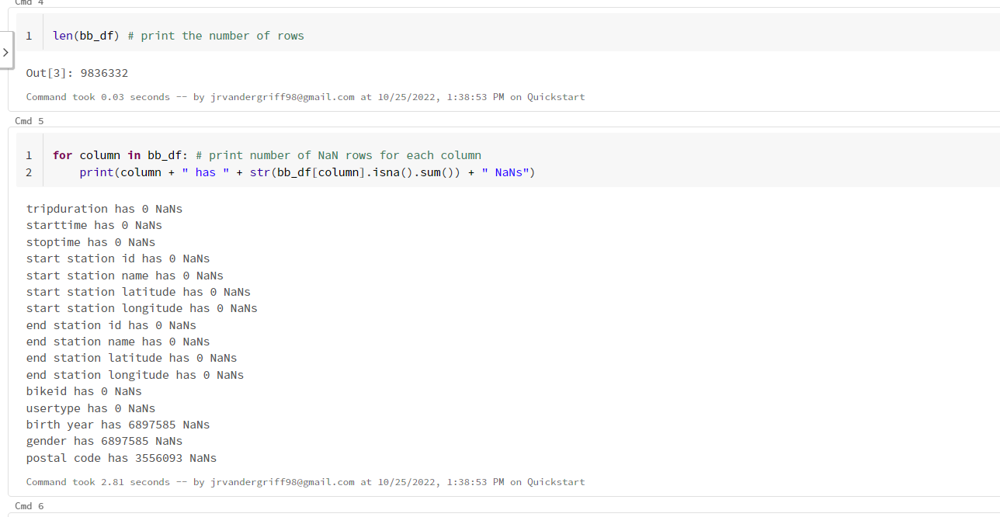 Cmd 4
1 len(bb_df) # print the number of rows
Out[3]: 9836332
Command took 0.03 seconds -- by jrvandergriff98@gmail.com at 10/25/2022, 1:38:53 PM on Quickstart
Cmd 5
1 for column in bb_df: # print number of NaN rows for each column
2     print(column + " has " + str(bb_df[column].isna().sum()) + " NaNs")
tripduration has 0 NaNs
starttime has 0 NaNs
stoptime has 0 NaNs
start station id has 0 NaNs
start station name has 0 NaNs
start station latitude has 0 NaNs
start station longitude has 0 NaNs
end station id has 0 NaNs
end station name has 0 NaNs
end station latitude has 0 NaNs
end station longitude has 0 NaNs
bikeid has 0 NaNs
usertype has 0 NaNs
birth year has 6897585 NaNs
gender has 6897585 NaNs
postal code has 3556093 NaNs
Command took 2.81 seconds -- by jrvandergriff98@gmail.com at 10/25/2022, 1:38:53 PM on Quickstart
Cmd 6